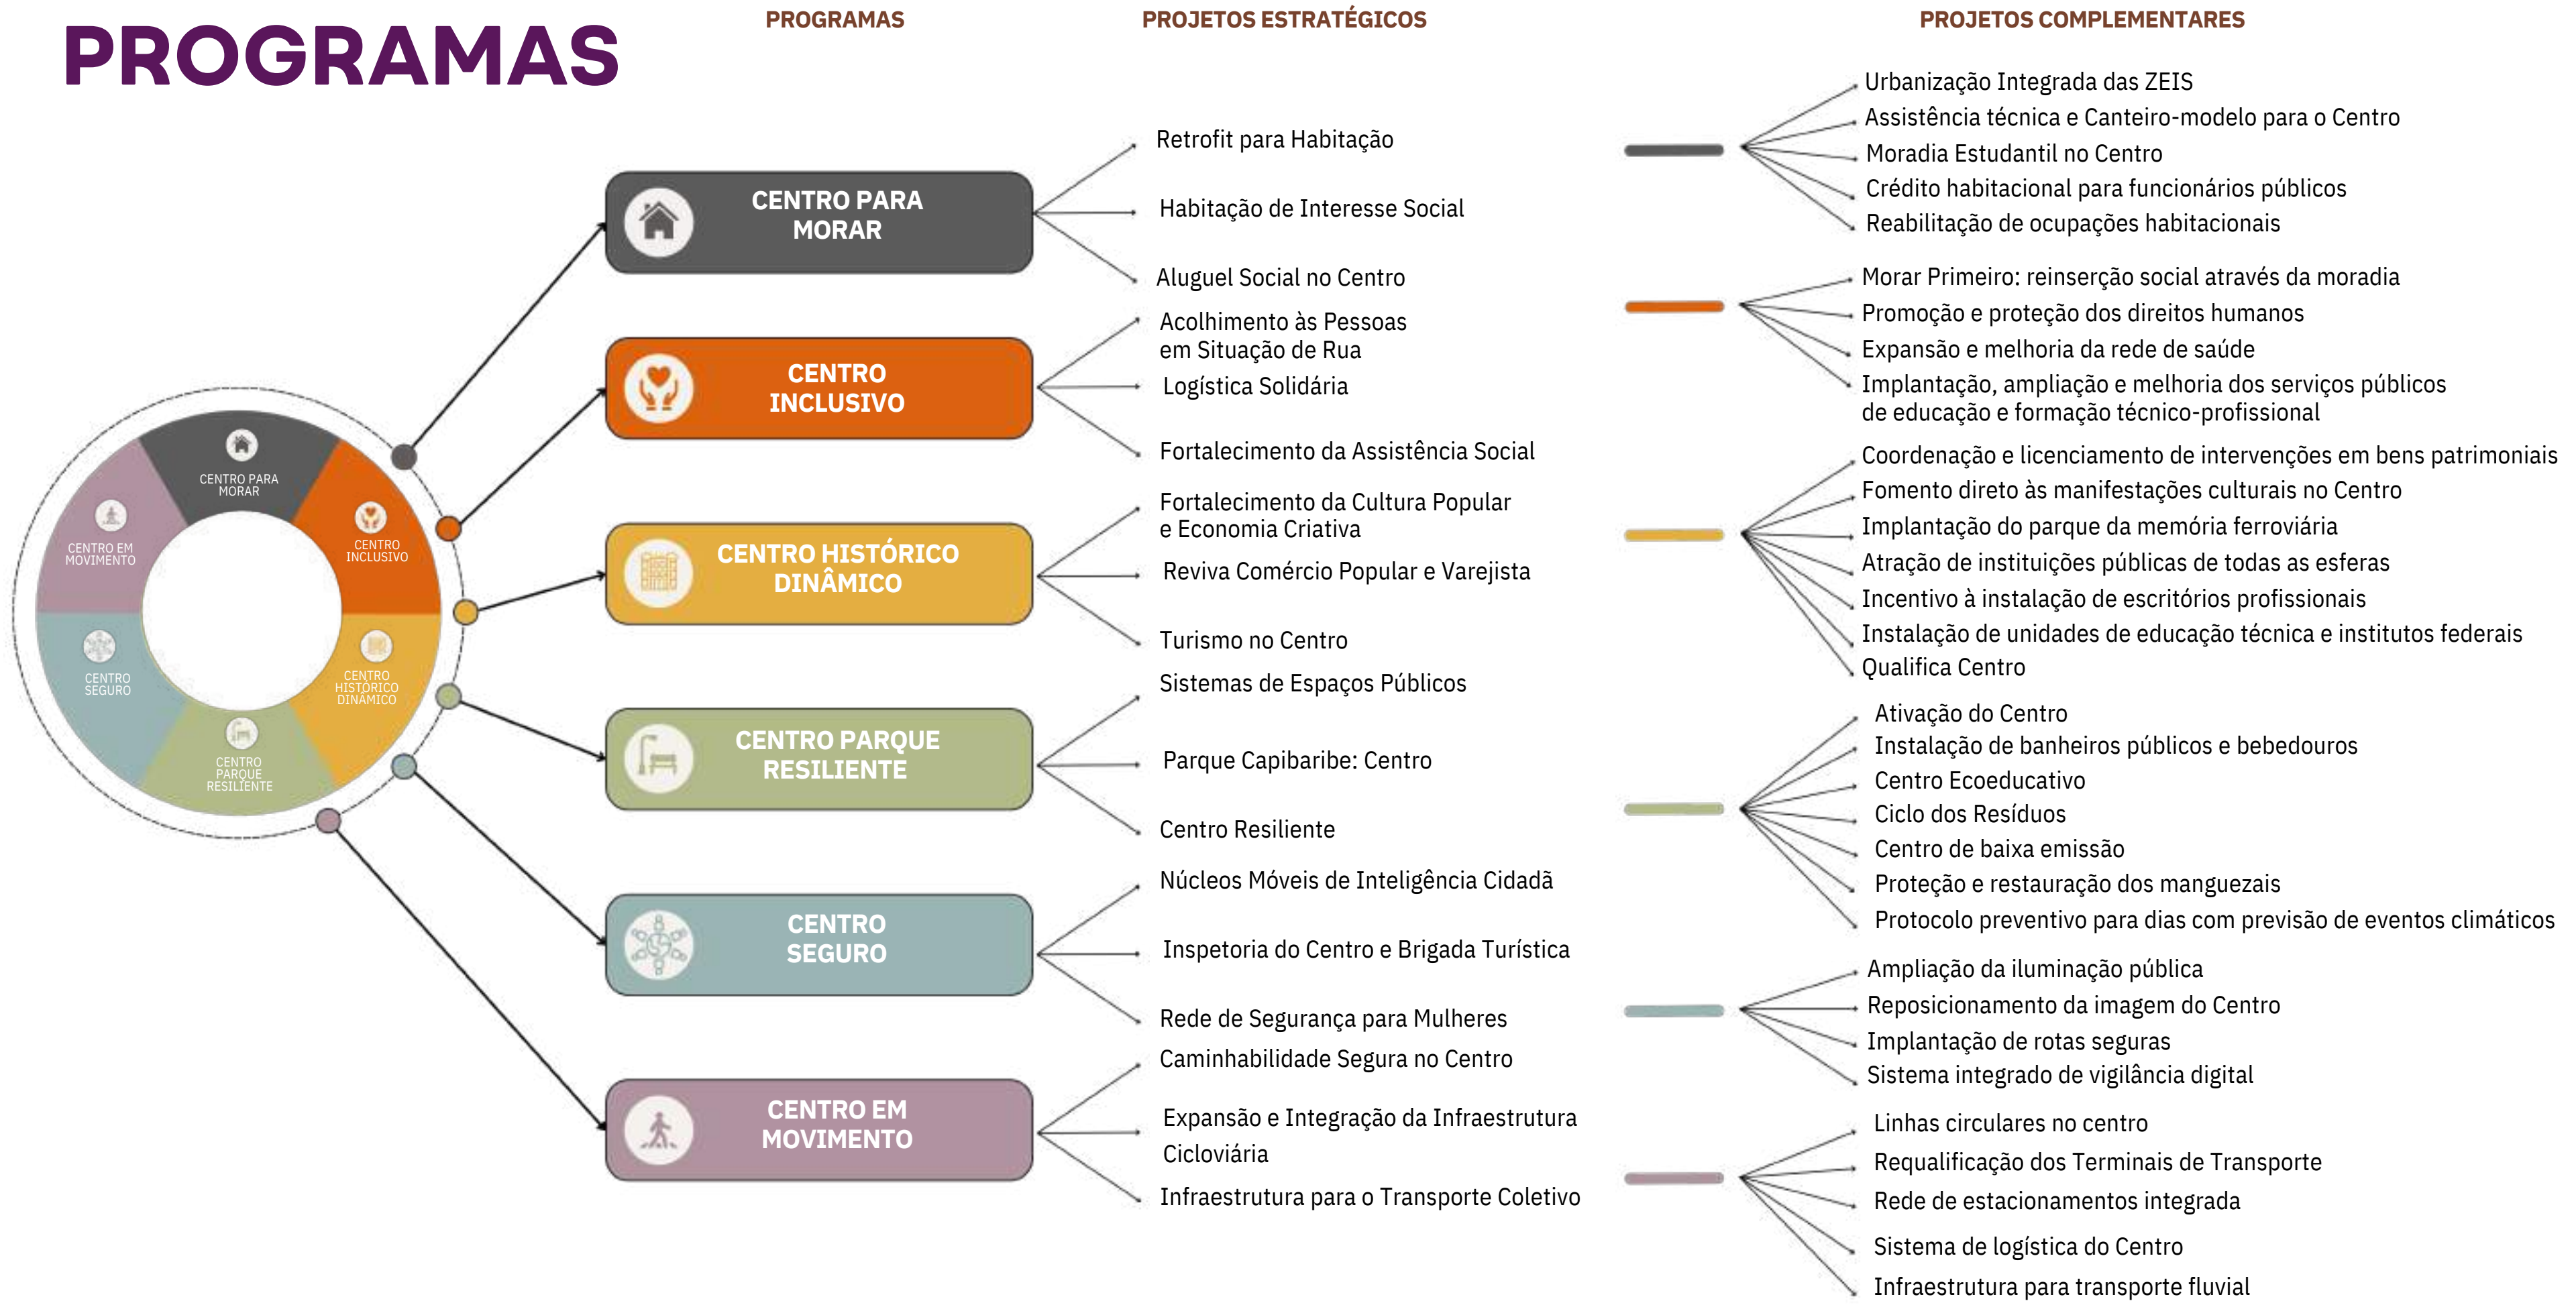 PROGRAMAS
PROGRAMAS
PROJETOS ESTRATÉGICOS
PROJETOS COMPLEMENTARES
CENTRO PARA
MORAR
CENTRO
INCLUSIVO
CENTRO
HISTÓRICO
DINÂMICO
CENTRO
PARQUE
RESILIENTE
CENTRO
SEGURO
CENTRO EM
MOVIMENTO
CENTRO PARA
MORAR
Retrofit para Habitação
Habitação de Interesse Social
Aluguel Social no Centro
Urbanização Integrada das ZEIS
Assistência técnica e Canteiro-modelo para o Centro
Moradia Estudantil no Centro
Crédito habitacional para funcionários públicos
Reabilitação de ocupações habitacionais
CENTRO
INCLUSIVO
Acolhimento às Pessoas
em Situação de Rua
Logística Solidária
Fortalecimento da Assistência Social
Morar Primeiro: reinserção social através da moradia
Promoção e proteção dos direitos humanos
Expansão e melhoria da rede de saúde
Implantação, ampliação e melhoria dos serviços públicos
de educação e formação técnico-profissional
CENTRO HISTÓRICO
DINÂMICO
Fortalecimento da Cultura Popular
e Economia Criativa
Reviva Comércio Popular e Varejista
Turismo no Centro
Coordenação e licenciamento de intervenções em bens patrimoniais
Fomento direto às manifestações culturais no Centro
Implantação do parque da memória ferroviária
Atração de instituições públicas de todas as esferas
Incentivo à instalação de escritórios profissionais
Instalação de unidades de educação técnica e institutos federais
Qualifica Centro
CENTRO PARQUE
RESILIENTE
Sistemas de Espaços Públicos
Parque Capibaribe: Centro
Centro Resiliente
Ativação do Centro
Instalação de banheiros públicos e bebedouros
Centro Ecoeducativo
Ciclo dos Resíduos
Centro de baixa emissão
Proteção e restauração dos manguezais
Protocolo preventivo para dias com previsão de eventos climáticos
CENTRO
SEGURO
Núcleos Móveis de Inteligência Cidadã
Inspetoria do Centro e Brigada Turística
Rede de Segurança para Mulheres
Ampliação da iluminação pública
Reposicionamento da imagem do Centro
Implantação de rotas seguras
Sistema integrado de vigilância digital
CENTRO EM
MOVIMENTO
Caminhabilidade Segura no Centro
Expansão e Integração da Infraestrutura
Cicloviária
Infraestrutura para o Transporte Coletivo
Linhas circulares no centro
Requalificação dos Terminais de Transporte
Rede de estacionamentos integrada
Sistema de logística do Centro
Infraestrutura para transporte fluvial